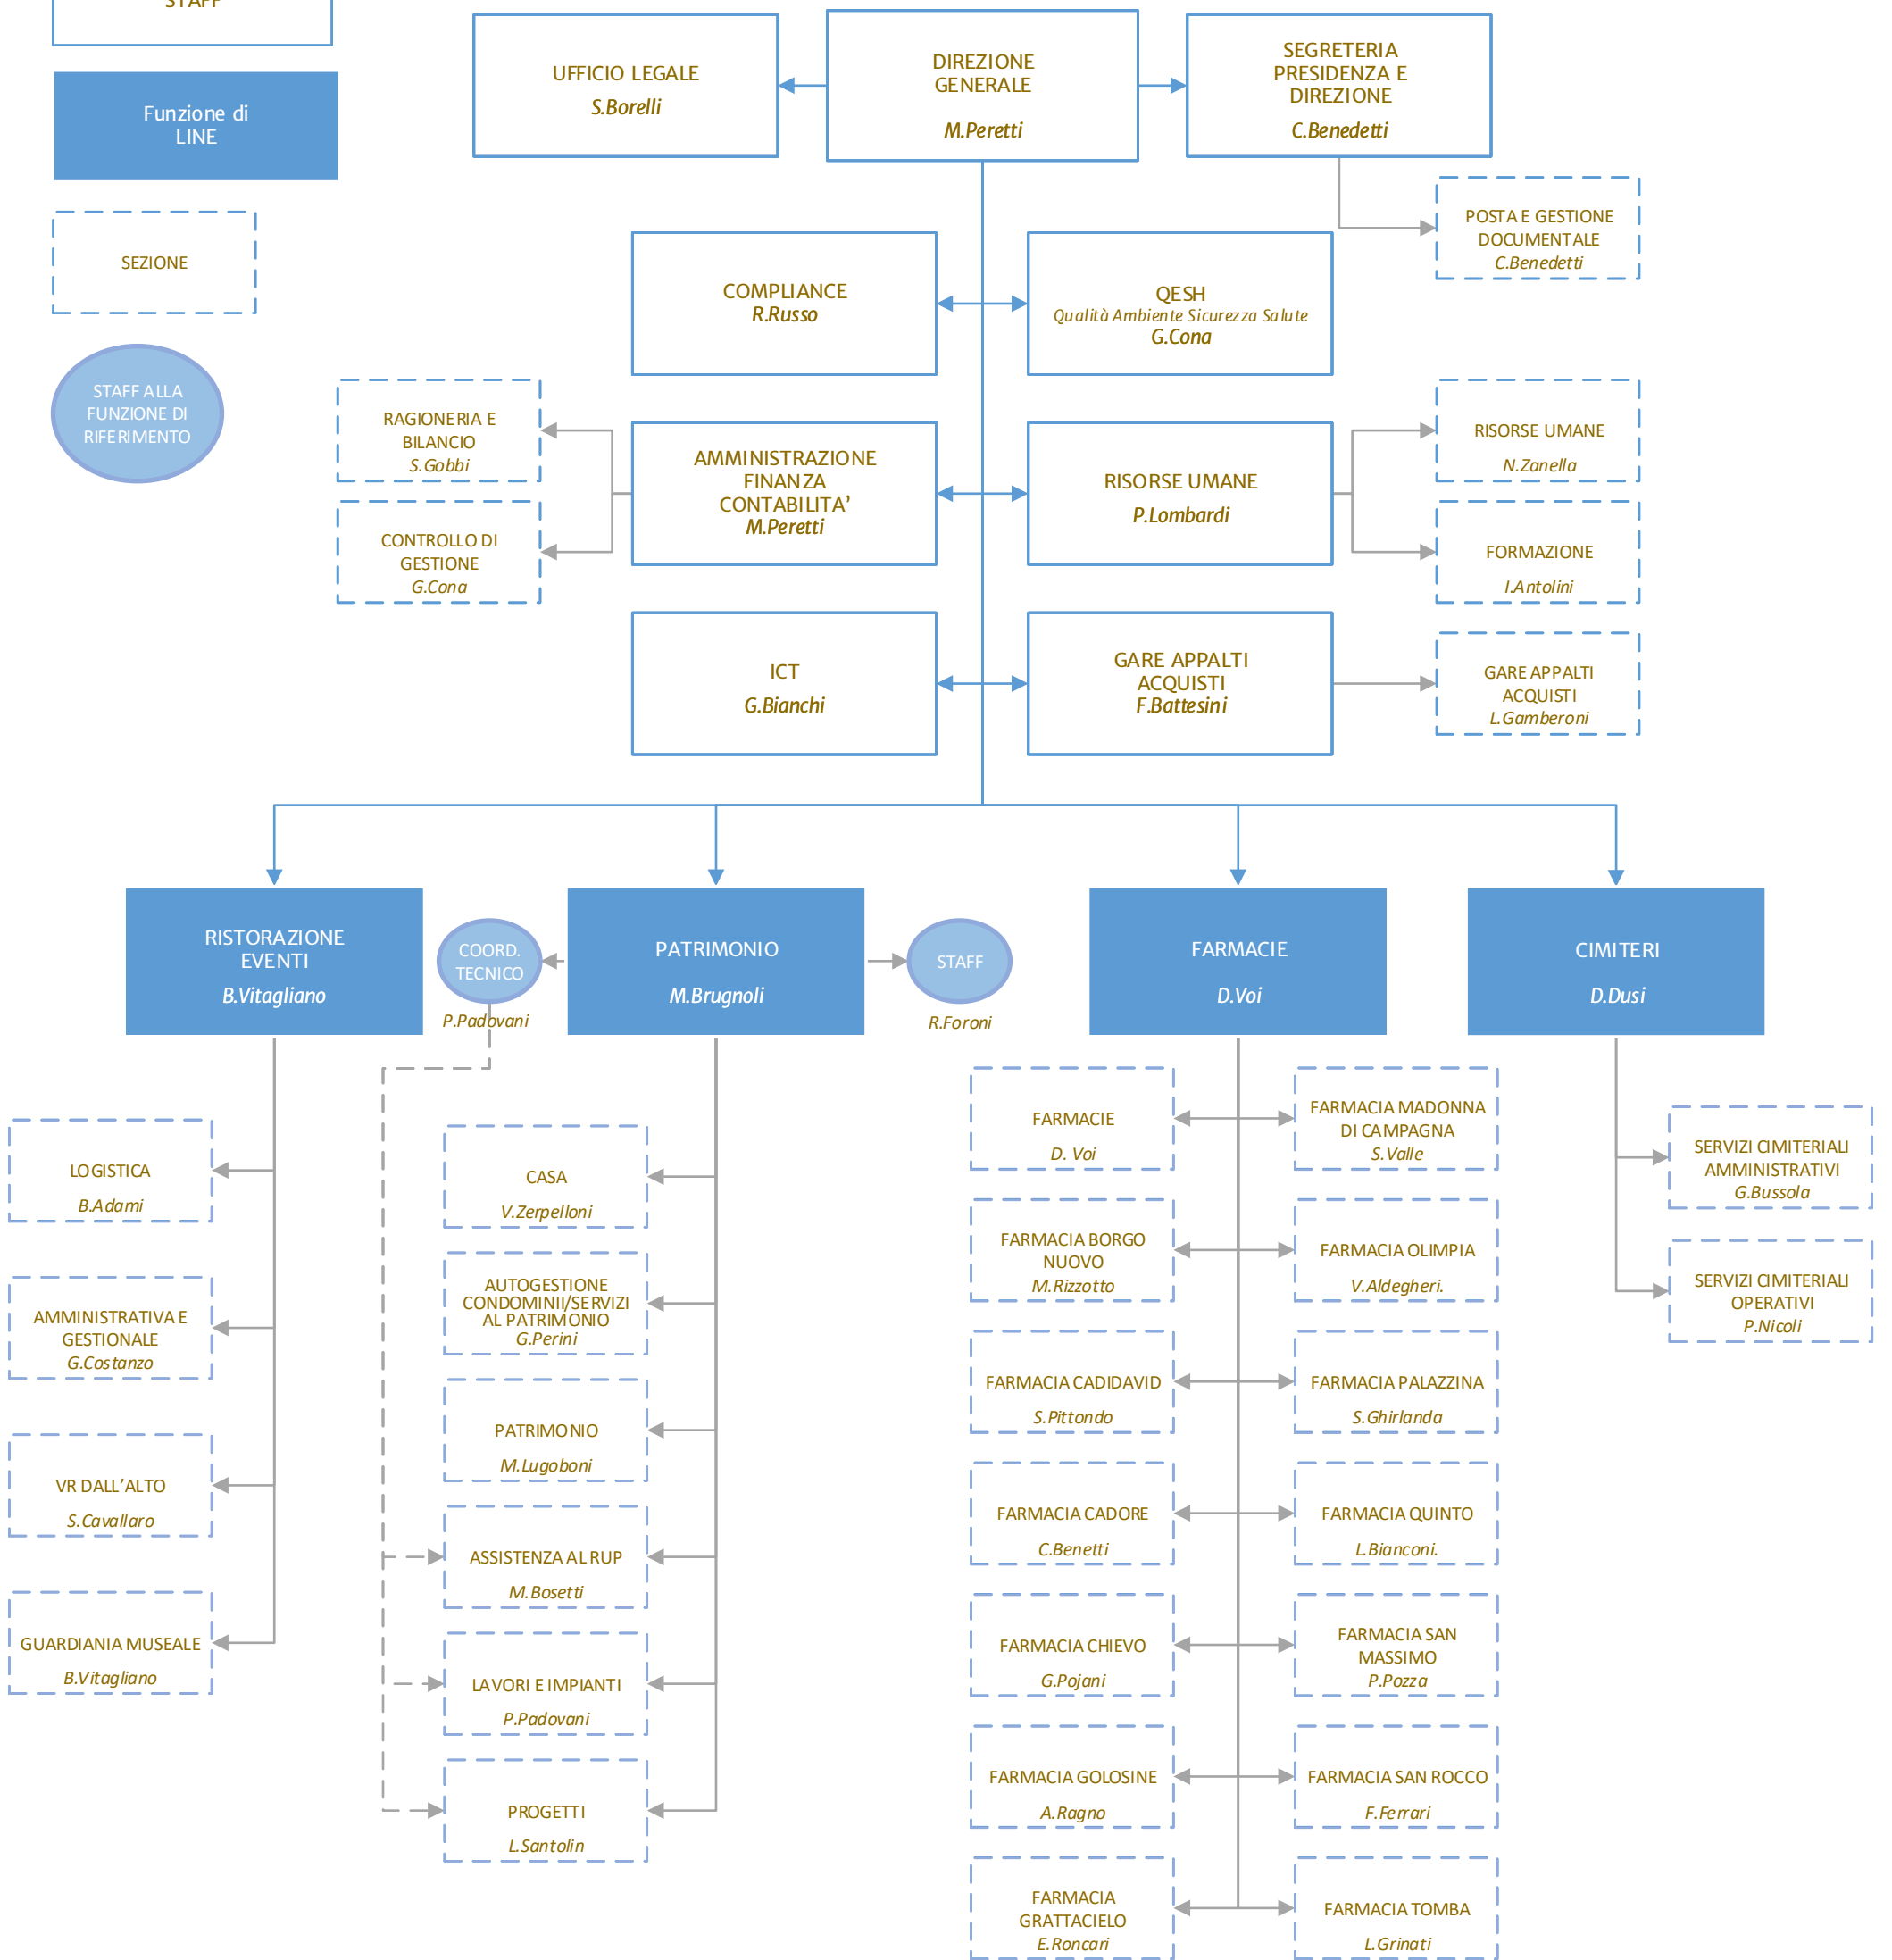 STAFF
Funzione di
LINE
SEZIONE
STAFF ALLA
FUNZIONE DI
RIFERIMENTO
UFFICIO LEGALE
S.Borelli
DIREZIONE
GENERALE
M.Peretti
SEGRETERIA
PRESIDENZA E
DIREZIONE
C.Benedetti
POSTA E GESTIONE
DOCUMENTALE
C.Benedetti
COMPLIANCE
R.Russo
QESH
Qualità Ambiente Sicurezza Salute
G.Cona
RAGIONERIA E
BILANCIO
S.Gobbi
CONTROLLO DI
GESTIONE
G.Cona
AMMINISTRAZIONE
FINANZA
CONTABILITA’
M.Peretti
RISORSE UMANE
P.Lombardi
RISORSE UMANE
N.Zanella
FORMAZIONE
I.Antolini
ICT
G.Bianchi
GARE APPALTI
ACQUISTI
F.Battesini
GARE APPALTI
ACQUISTI
L.Gamberoni
RISTORAZIONE
EVENTI
B.Vitagliano
COORD.
TECNICO
P.Padovani
PATRIMONIO
M.Brugnoli
STAFF
R.Foroni
FARMACIE
D.Voi
CIMITERI
D.Dusi
LOGISTICA
B.Adami
AMMINISTRATIVA E
GESTIONALE
G.Costanzo
VR DALL’ALTO
S.Cavallaro
GUARDIANIA MUSEALE
B.Vitagliano
CASA
V.Zerpelloni
AUTOGESTIONE
CONDOMINII/SERVIZI
AL PATRIMONIO
G.Perini
PATRIMONIO
M.Lugoboni
ASSISTENZA AL RUP
M.Bosetti
LAVORI E IMPIANTI
P.Padovani
PROGETTI
L.Santolin
FARMACIE
D. Voi
FARMACIA MADONNA
DI CAMPAGNA
S.Valle
FARMACIA BORGO
NUOVO
M.Rizzotto
FARMACIA OLIMPIA
V.Aldegheri.
FARMACIA CADIDAVID
S.Pittondo
FARMACIA PALAZZINA
S.Ghirlanda
FARMACIA CADORE
C.Benetti
FARMACIA QUINTO
L.Bianconi.
FARMACIA CHIEVO
G.Pojani
FARMACIA SAN
MASSIMO
P.Pozza
FARMACIA GOLOSINE
A.Ragno
FARMACIA SAN ROCCO
F.Ferrari
FARMACIA
GRATTACIELO
E.Roncari
FARMACIA TOMBA
L.Grinati
SERVIZI CIMITERIALI
AMMINISTRATIVI
G.Bussola
SERVIZI CIMITERIALI
OPERATIVI
P.Nicoli